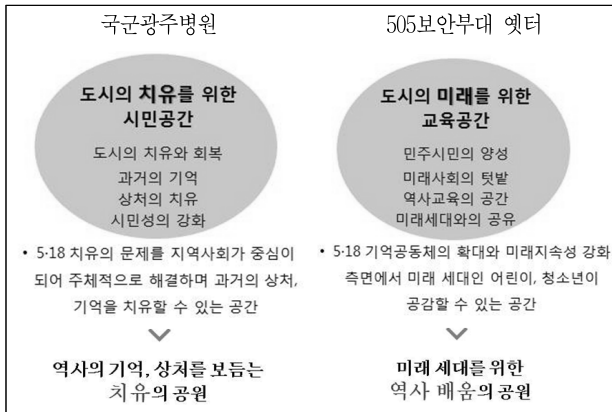 국군광주병원
도시의 치유를 위한
시민공간
도시의 치유와 회복
과거의 기억
상처의 치유
시민성의 강화
• 5·18 치유의 문제를 지역사회가 중심이
되어 주체적으로 해결하며 과거의 상처,
기억을 치유할 수 있는 공간
역사의 기억, 상처를 보듬는
치유의 공원
505보안부대 옛터
도시의 미래를 위한
교육공간
민주시민의 양성
미래사회의 텃밭
역사교육의 공간
미래세대와의 공유
• 5·18 기억공동체의 확대와 미래지속성 강화
측면에서 미래 세대인 어린이, 청소년이
공감할 수 있는 공간
미래 세대를 위한
역사 배움의 공원